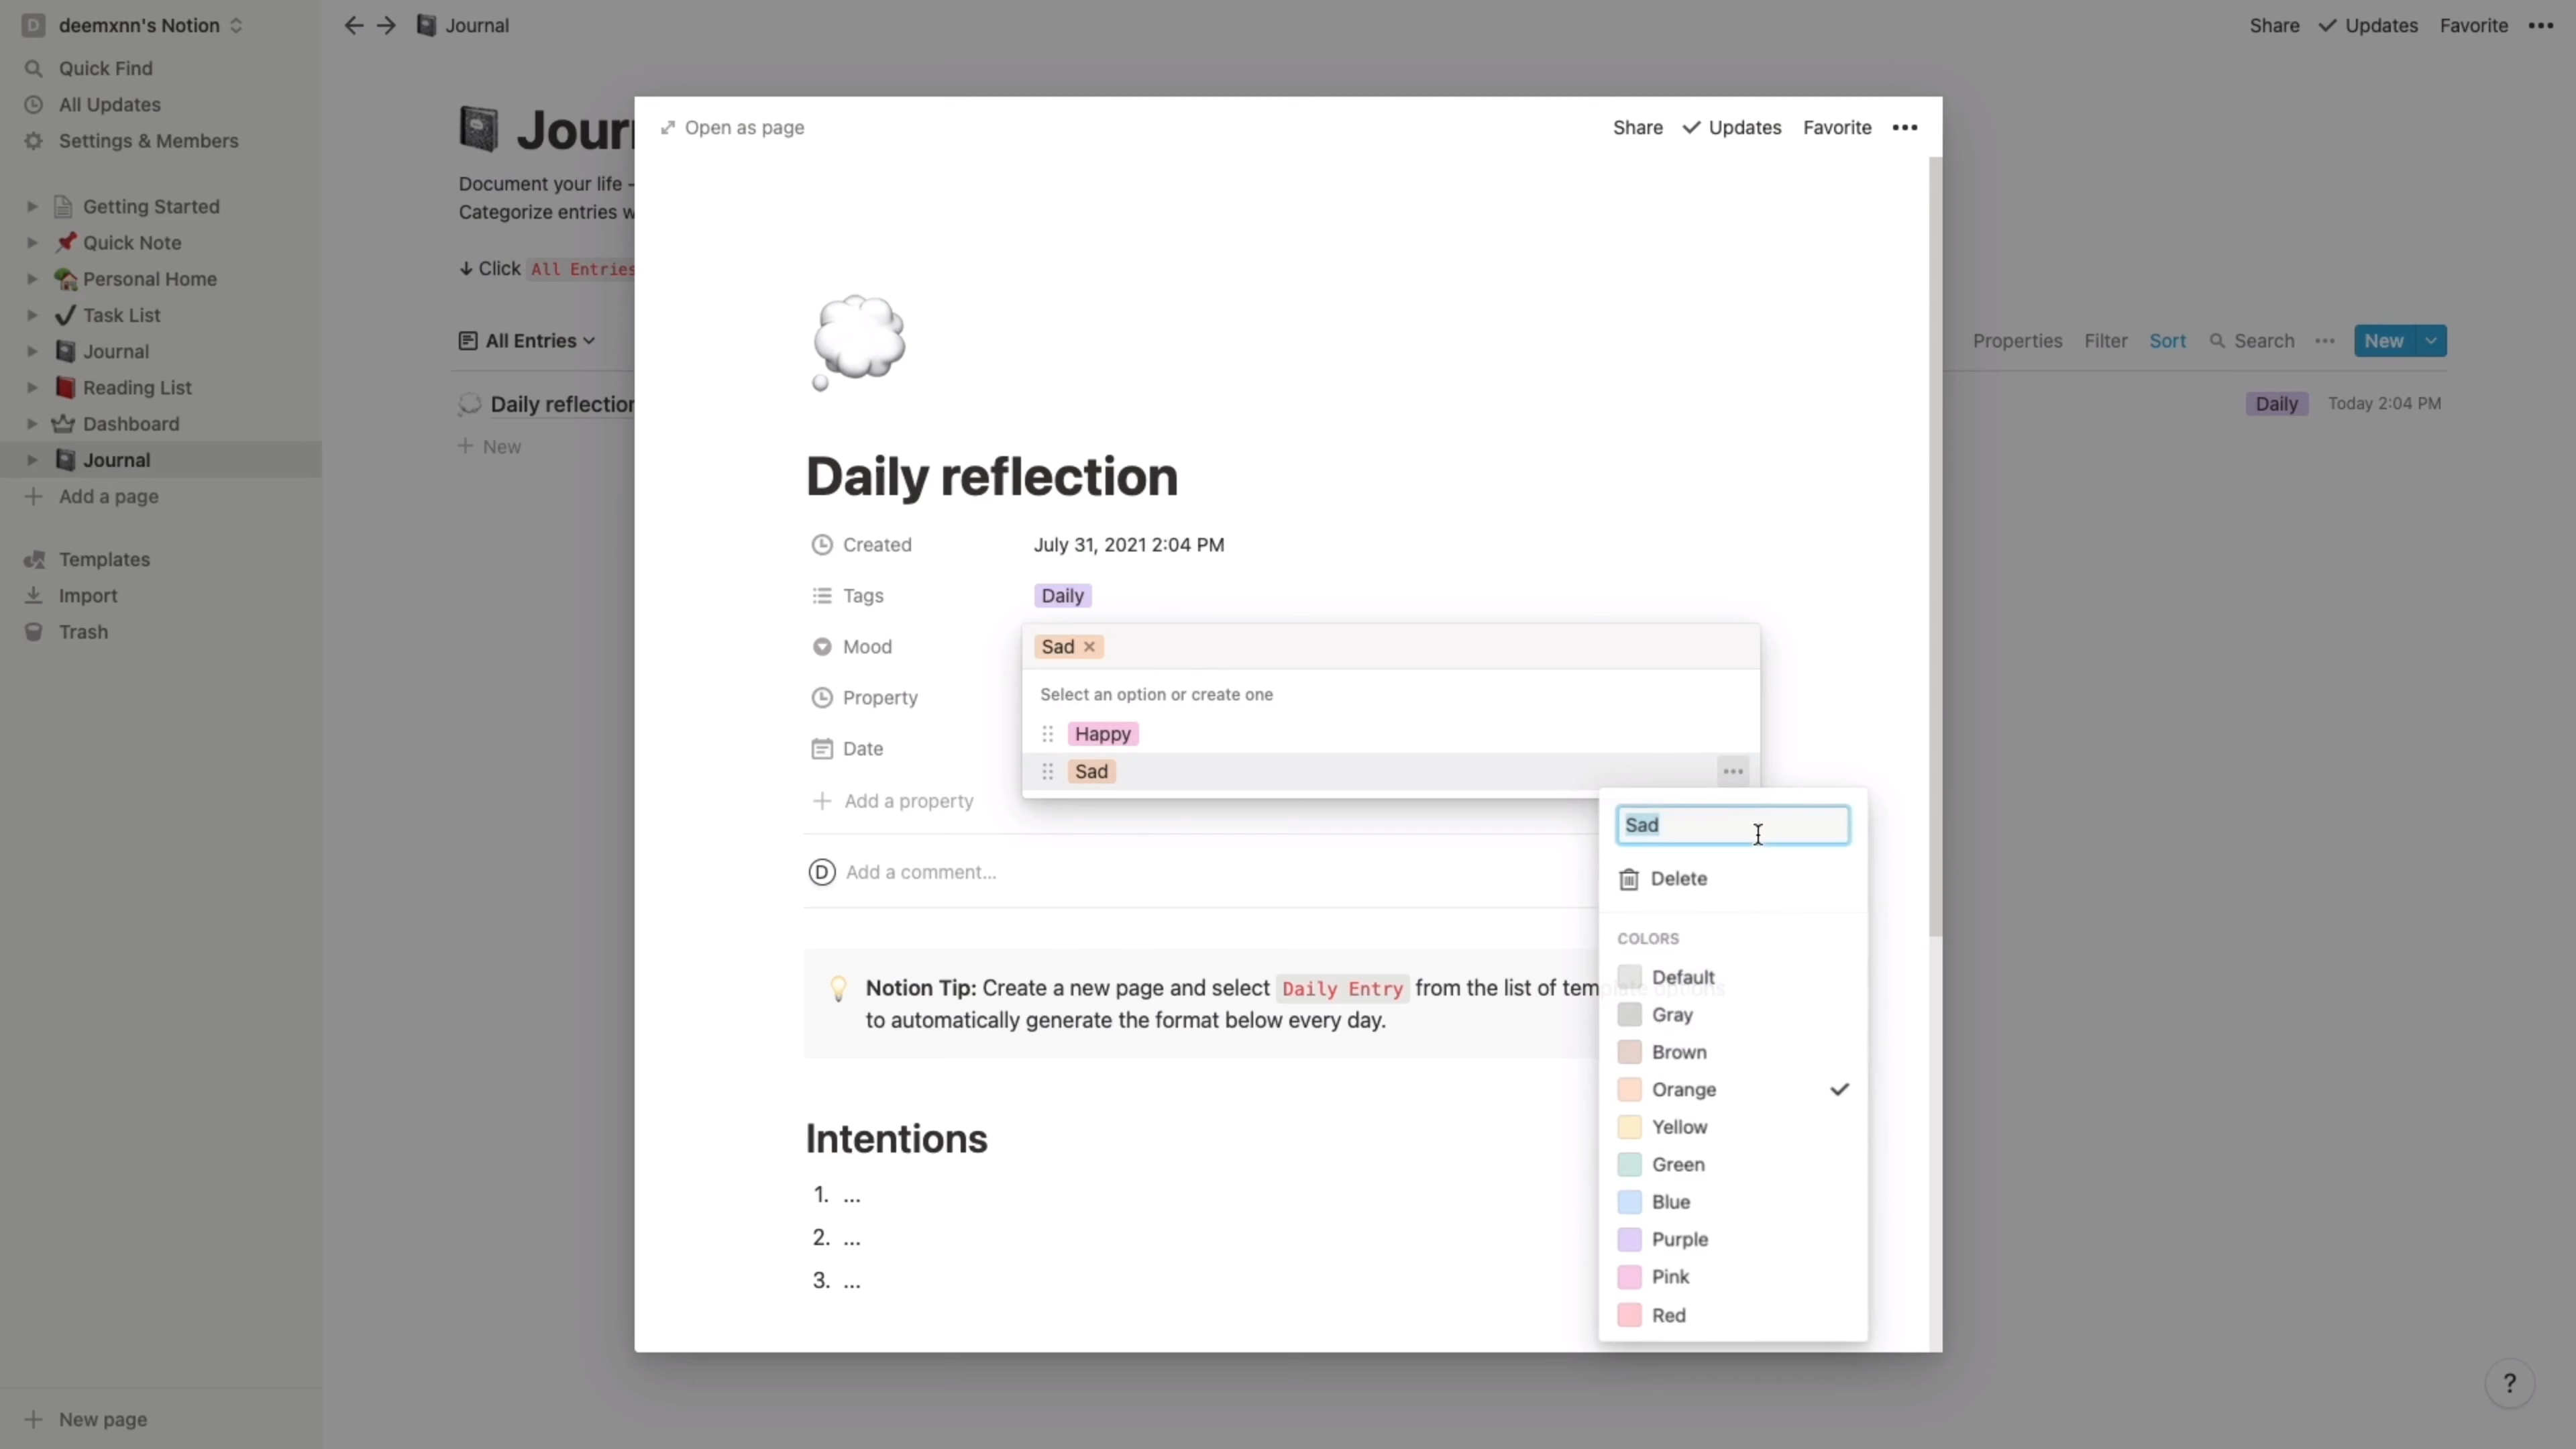 D deemxnn's Notion
Quick Find
All Updates
Settings & Members
Getting Started
Quick Note
Personal Home
Task List
Journal
Reading List
Dashboard
Journal
Add a page
Templates
Import
Trash
New page
Journal
Share Updates Favorite
Jour
Document your life -
Categorize entries w
↓ Click All Entries
All Entries
Properties Filter Sort Search New
Daily reflection
Daily Today 2:04 PM
New
Open as page
Share Updates Favorite
Daily reflection
Created July 31, 2021 2:04 PM
Tags Daily
Mood Sad
Property
Date
Add a property
Select an option or create one
Happy
Sad
D Add a comment...
Notion Tip: Create a new page and select Daily Entry from the list of template options
to automatically generate the format below every day.
Intentions
1. ...
2. ...
3. ...
Sad
Delete
COLORS
Default
Gray
Brown
Orange
Yellow
Green
Blue
Purple
Pink
Red
?